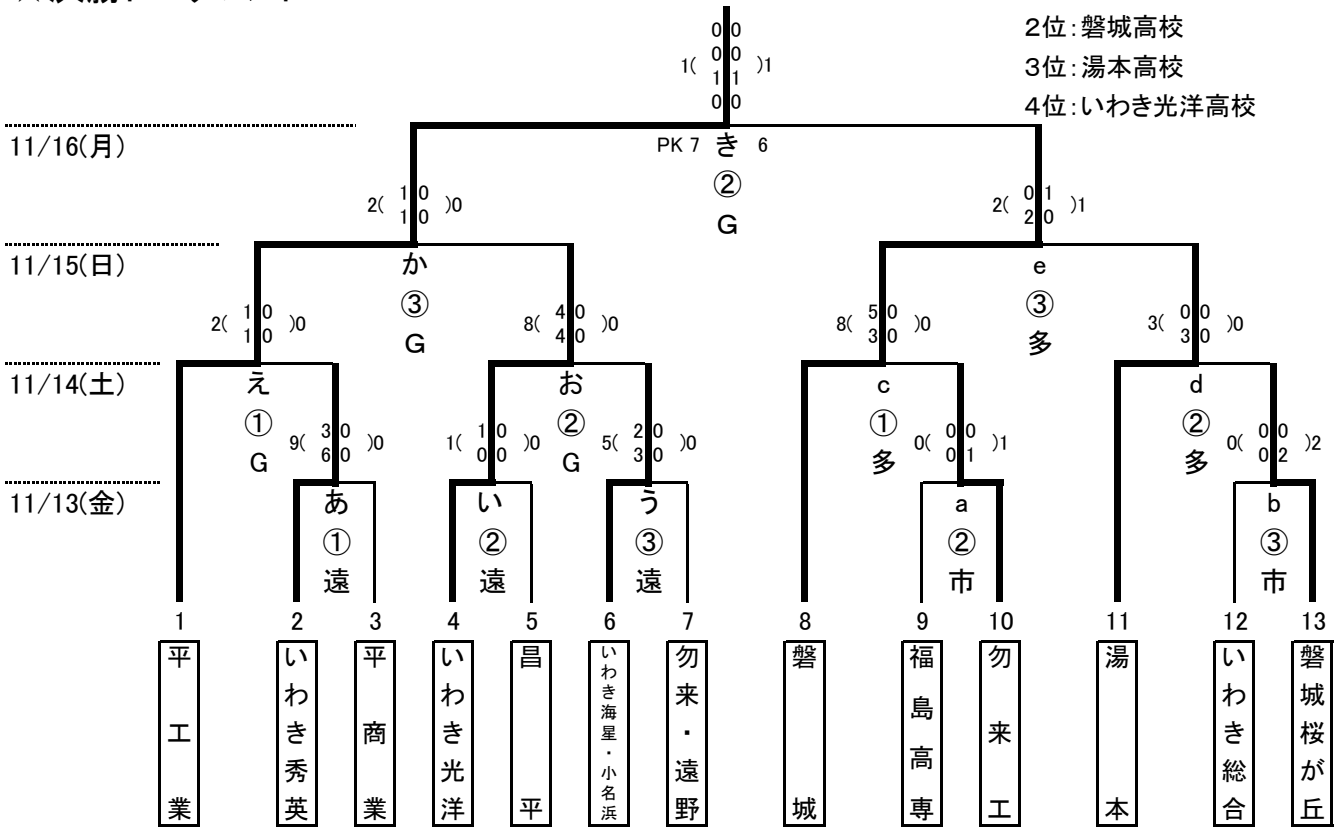 2位:磐城高校
3位:湯本高校
4位:いわき光洋高校
0 0
0 0
1( )1
1 1
0 0
11/16(月)
PK 7 き 6
②
G
2( 1 0 )0
1 0
2( 0 1 )1
2 0
11/15(日)
か
③
G
e
③
多
2( 1 0 )0
1 0
8( 4 0 )0
4 0
8( 5 0 )0
3 0
3( 0 0 )0
3 0
11/14(土)
え
①
G
お
②
G
c
①
多
d
②
多
9( 3 0 )0
6 0
1( 1 0 )0
0 0
5( 2 0 )0
3 0
0( 0 0 )1
0 1
0( 0 0 )2
0 2
11/13(金)
あ
①
遠
い
②
遠
う
③
遠
a
②
市
b
③
市
1 2 3 4 5 6 7 8 9 10 11 12 13
平工業
いわき秀英
平商業
いわき光洋
昌平
いわき海星・小名浜
勿来・遠野
磐城
福島高専
勿来工
湯本
いわき総合
磐城桜が丘